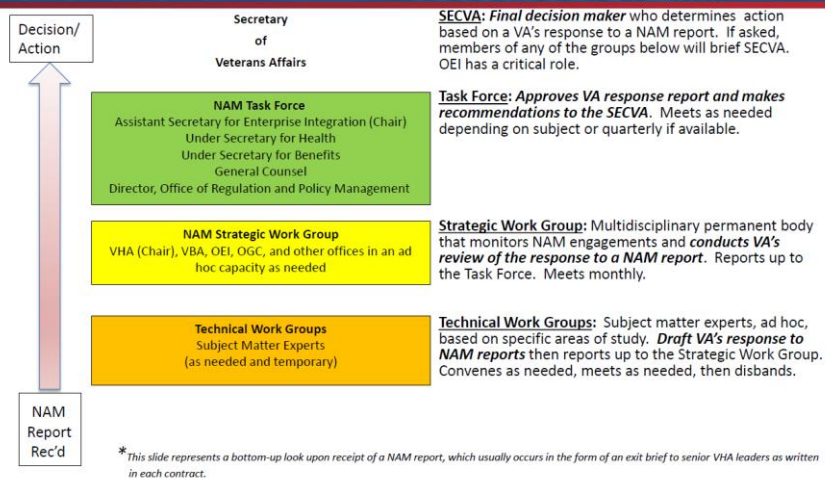 Decision/
Action
Secretary
of
Veterans Affairs
SECVA: Final decision maker who determines action
based on a VA's response to a NAM report. If asked,
members of any of the groups below will brief SECVA.
OEI has a critical role.
NAM Task Force
Assistant Secretary for Enterprise Integration (Chair)
Under Secretary for Health
Under Secretary for Benefits
General Counsel
Director, Office of Regulation and Policy Management
Task Force: Approves VA response report and makes
recommendations to the SECVA. Meets as needed
depending on subject or quarterly if available.
NAM Strategic Work Group
VHA (Chair), VBA, OEI, OGC, and other offices in an ad
hoc capacity as needed
Strategic Work Group: Multidisciplinary permanent body
that monitors NAM engagements and conducts VA's
review of the response to a NAM report. Reports up to
the Task Force. Meets monthly.
Technical Work Groups
Subject Matter Experts
(as needed and temporary)
Technical Work Groups: Subject matter experts, ad hoc,
based on specific areas of study. Draft VA's response to
NAM reports then reports up to the Strategic Work Group.
Convenes as needed, meets as needed, then disbands.
NAM
Report
Rec'd
*This slide represents a bottom-up look upon receipt of a NAM report, which usually occurs in the form of an exit brief to senior VHA leaders as written
in each contract.